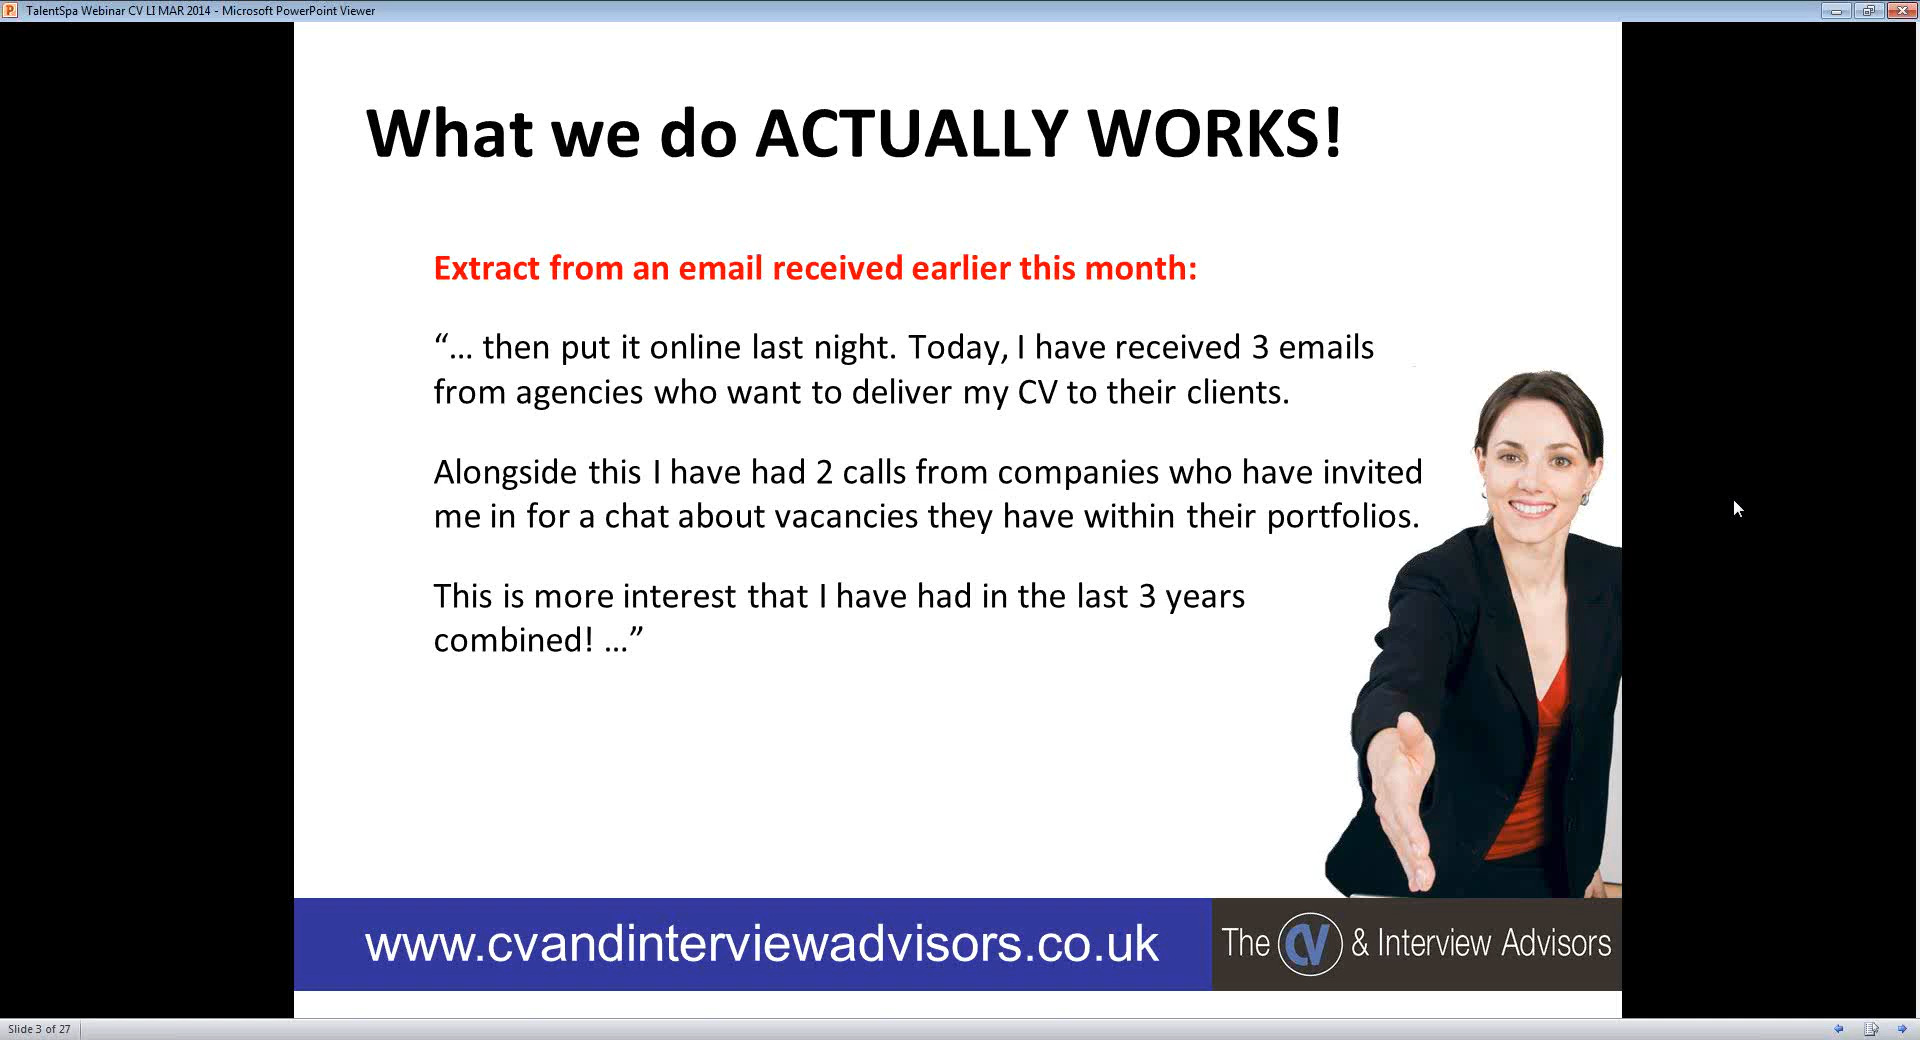 TalentSpa Webinar CV LI MAR 2014 - Microsoft PowerPoint Viewer
What we do ACTUALLY WORKS!
Extract from an email received earlier this month:
“… then put it online last night. Today, I have received 3 emails
from agencies who want to deliver my CV to their clients.
Alongside this I have had 2 calls from companies who have invited
me in for a chat about vacancies they have within their portfolios.
This is more interest that I have had in the last 3 years
combined! …”
www.cvandinterviewadvisors.co.uk
The CV & Interview Advisors
Slide 3 of 27